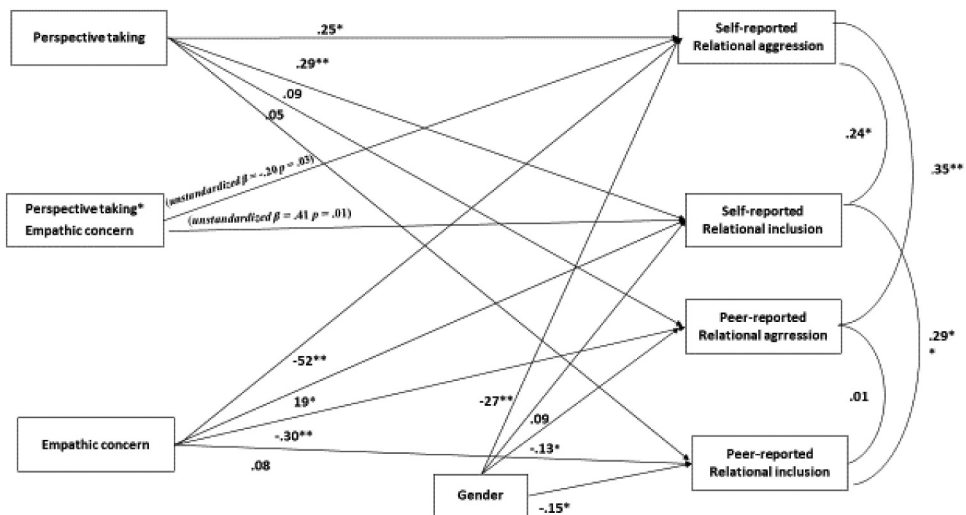 Perspective taking
.25*
Self-reported
Relational aggression
.29**
.09
.05
.24*
.35**
(unstandardized β = -.20 p = .03)
Perspective taking*
Empathic concern
(unstandardized β = .41 p = .01)
Self-reported
Relational inclusion
Peer-reported
Relational agrression
.29*
*
-52**
19*
-27**
.09
.01
Empathic concern
-.30**
-.13*
.08
Peer-reported
Relational inclusion
Gender
-.15*